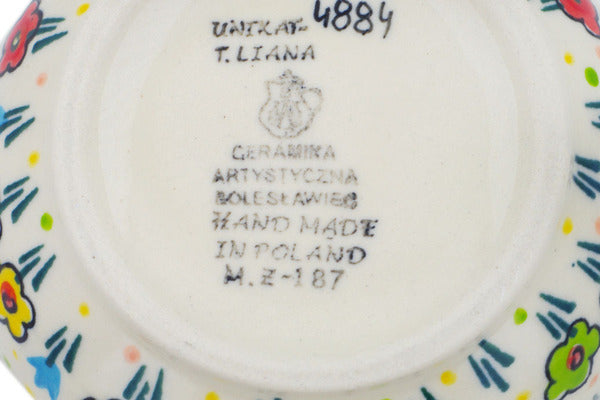 UNIKAT- 4884
T. LIANA
CERAMIKA
ARTYSTYCZNA
BOLESŁAWIEC
HAND MADE
IN POLAND
M.Z-187